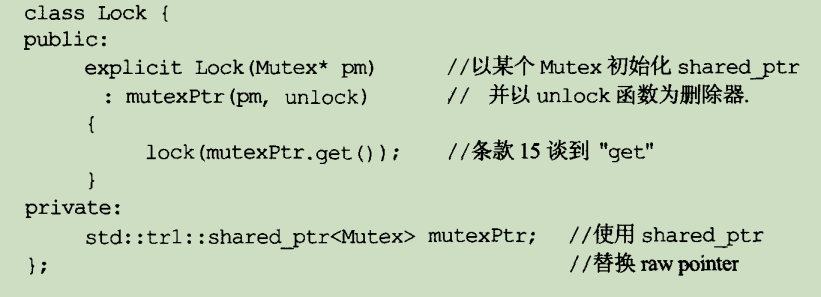 class Lock {
public:
explicit Lock(Mutex* pm) //以某个 Mutex 初始化 shared_ptr
: mutexPtr(pm, unlock) // 并以 unlock 函数为删除器.
{
lock(mutexPtr.get()); //条款 15 谈到 "get"
}
private:
std::tr1::shared_ptr<Mutex> mutexPtr; //使用 shared_ptr
}; //替换 raw pointer